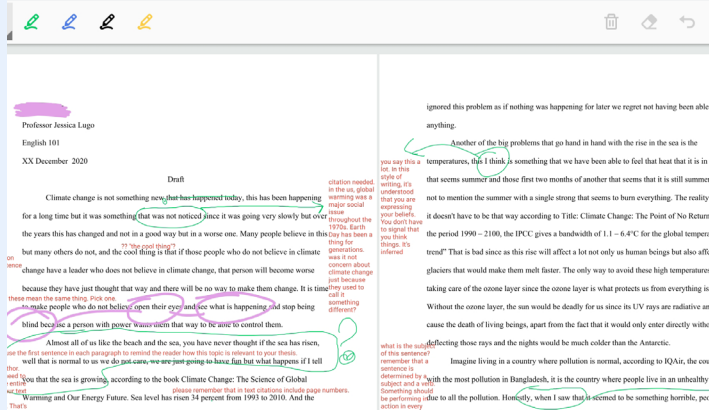 Professor Jessica Lugo
English 101
XX December 2020
Draft
Climate change is not something new, that has happened today, this has been happening
for a long time but it was something that was not noticed since it was going very slowly but over
the years this has changed and not in a good way but in a worse one. Many people believe in this
?? "the cool thing"?
but many others do not, and the cool thing is that if those people who do not believe in climate
on
ence
change have a leader who does not believe in climate change, that person will become worse
because they have just thought that way and there will be no way to make them change. It is time
these mean the same thing. Pick one.
to make people who do not believe open their eyes and see what is happening and stop being
blind because a person with power wants them that way to be able to control them.
Almost all of us like the beach and the sea, you have never thought if the sea has risen,
se the first sentence in each paragraph to remind the reader how this topic is relevant to your thesis.
well that is normal to us we do not care, we are just going to have fun but what happens if I tell
thor.
eed to
entire
ur text
That's
you that the sea is growing, according to the book Climate Change: The Science of Global
please remember that in text citations include page numbers.
Warming and Our Energy Future. Sea level has risen 34 percent from 1993 to 2010. And the
citation needed.
in the us, global
warming was a
major social
issue
throughout the
1970s. Earth
Day has been a
thing for
generations.
was it not
concern about
climate change
just because
they used to
call it
something
different?
ignored this problem as if nothing was happening for later we regret not having been able
anything.
Another of the big problems that go hand in hand with the rise in the sea is the
temperatures, this I think is something that we have been able to feel that heat that it is in
that seems summer and those first two months of another that seems that it is still summer
not to mention the summer with a single strong that seems to burn everything. The reality
it doesn't have to be that way according to Title: Climate Change: The Point of No Return
the period 1990 – 2100, the IPCC gives a bandwidth of 1.1 – 6.4°C for the global tempera
trend" That is bad since as this rise will affect a lot not only us human beings but also affe
glaciers that would make them melt faster. The only way to avoid these high temperatures
taking care of the ozone layer since the ozone layer is what protects us from everything is
Without the ozone layer the sun would be deadly for us since its UV rays are radiative an
cause the death of living beings, apart from the fact that it would only enter directly witho
deflecting those rays and the nights would be much colder than the Antarctic.
Imagine living in a country where pollution is normal, according to IQAir, the cou
with the most pollution in Bangladesh, it is the country where people live in an unhealthy
due to all the pollution. Honestly, when I saw that it seemed to be something horrible, peo
you say this a
lot. In this
style of
writing, it's
understood
that you are
expressing
your beliefs.
You don't have
to signal that
you think
things. It's
inferred
what is the subject
of this sentence?
remember that a
sentence is
determined by a
subject and a verb.
Something should
be performing an
action in every